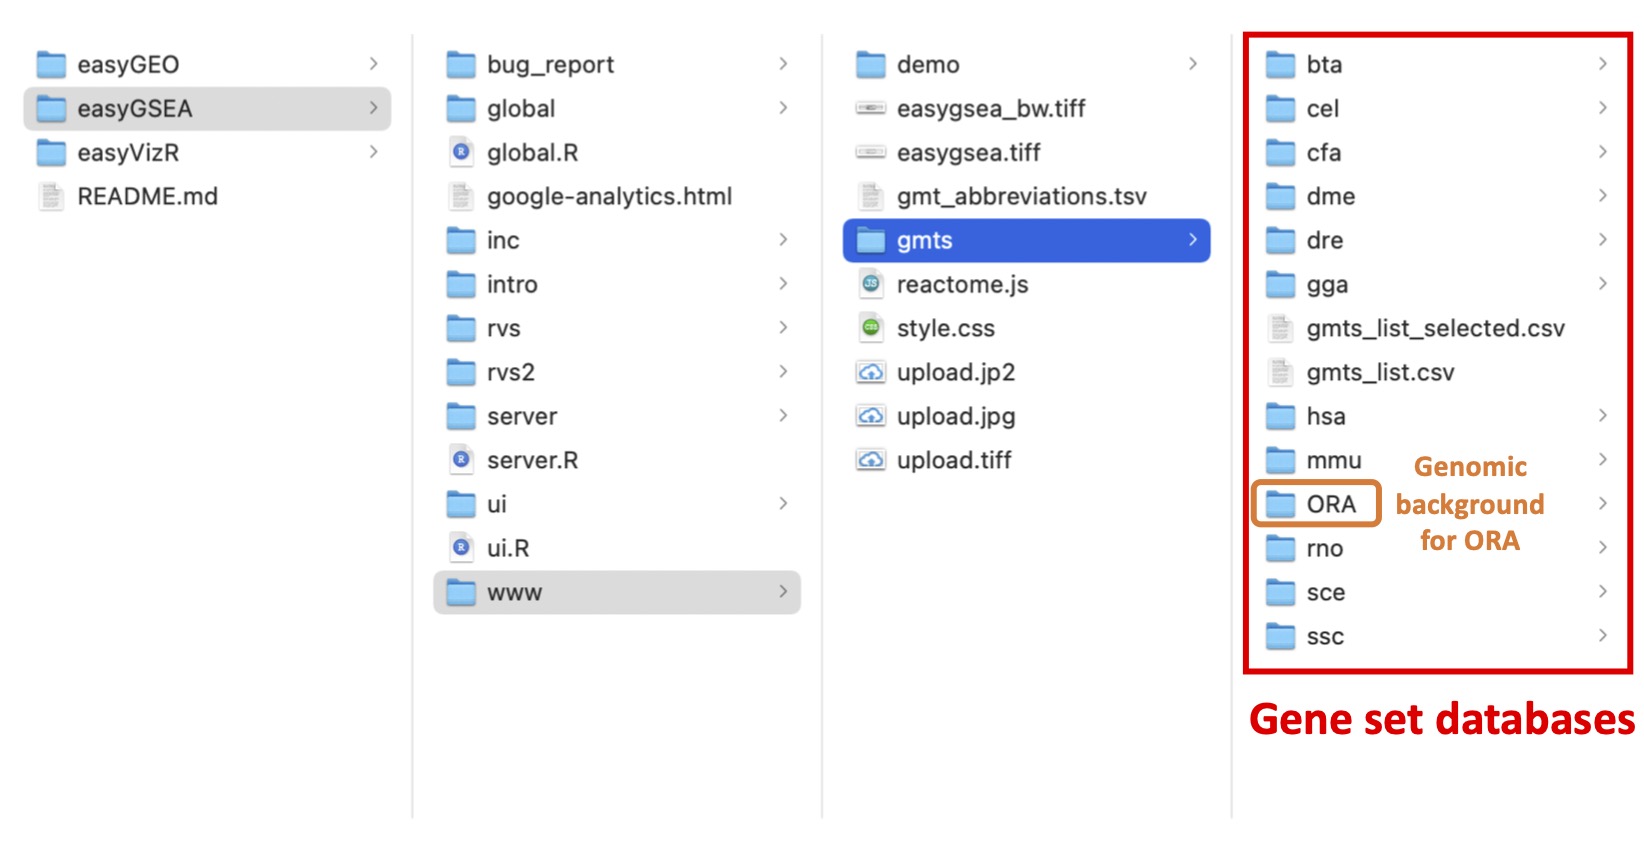 easyGEO
easyGSEA
easyVizR
README.md
bug_report
global
global.R
google-analytics.html
inc
intro
rvs
rvs2
server
server.R
ui
ui.R
www
demo
easygsea_bw.tiff
easygsea.tiff
gmt_abbreviations.tsv
gmts
reactome.js
style.css
upload.jp2
upload.jpg
upload.tiff
bta
cel
cfa
dme
dre
gga
gmts_list_selected.csv
gmts_list.csv
hsa
mmu
ORA
rno
sce
ssc
Genomic
background
for ORA
Gene set databases